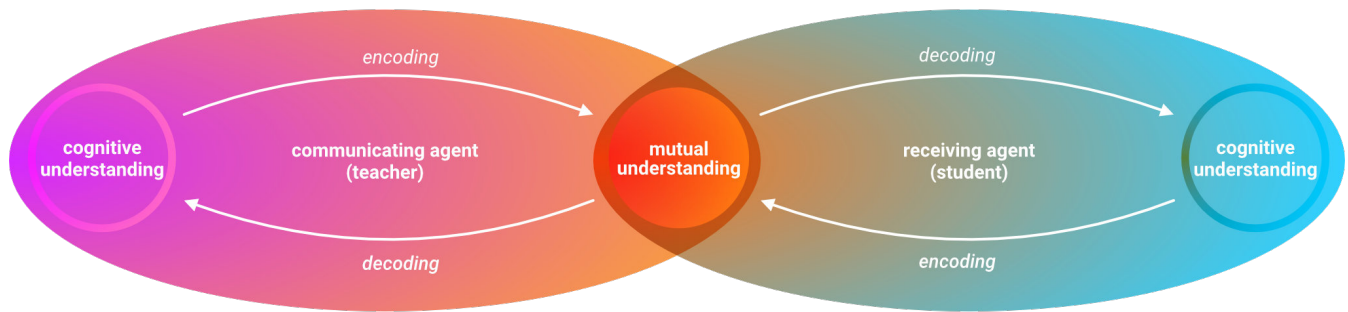 encoding
decoding
cognitive
understanding
communicating agent
(teacher)
mutual
understanding
receiving agent
(student)
cognitive
understanding
decoding
encoding